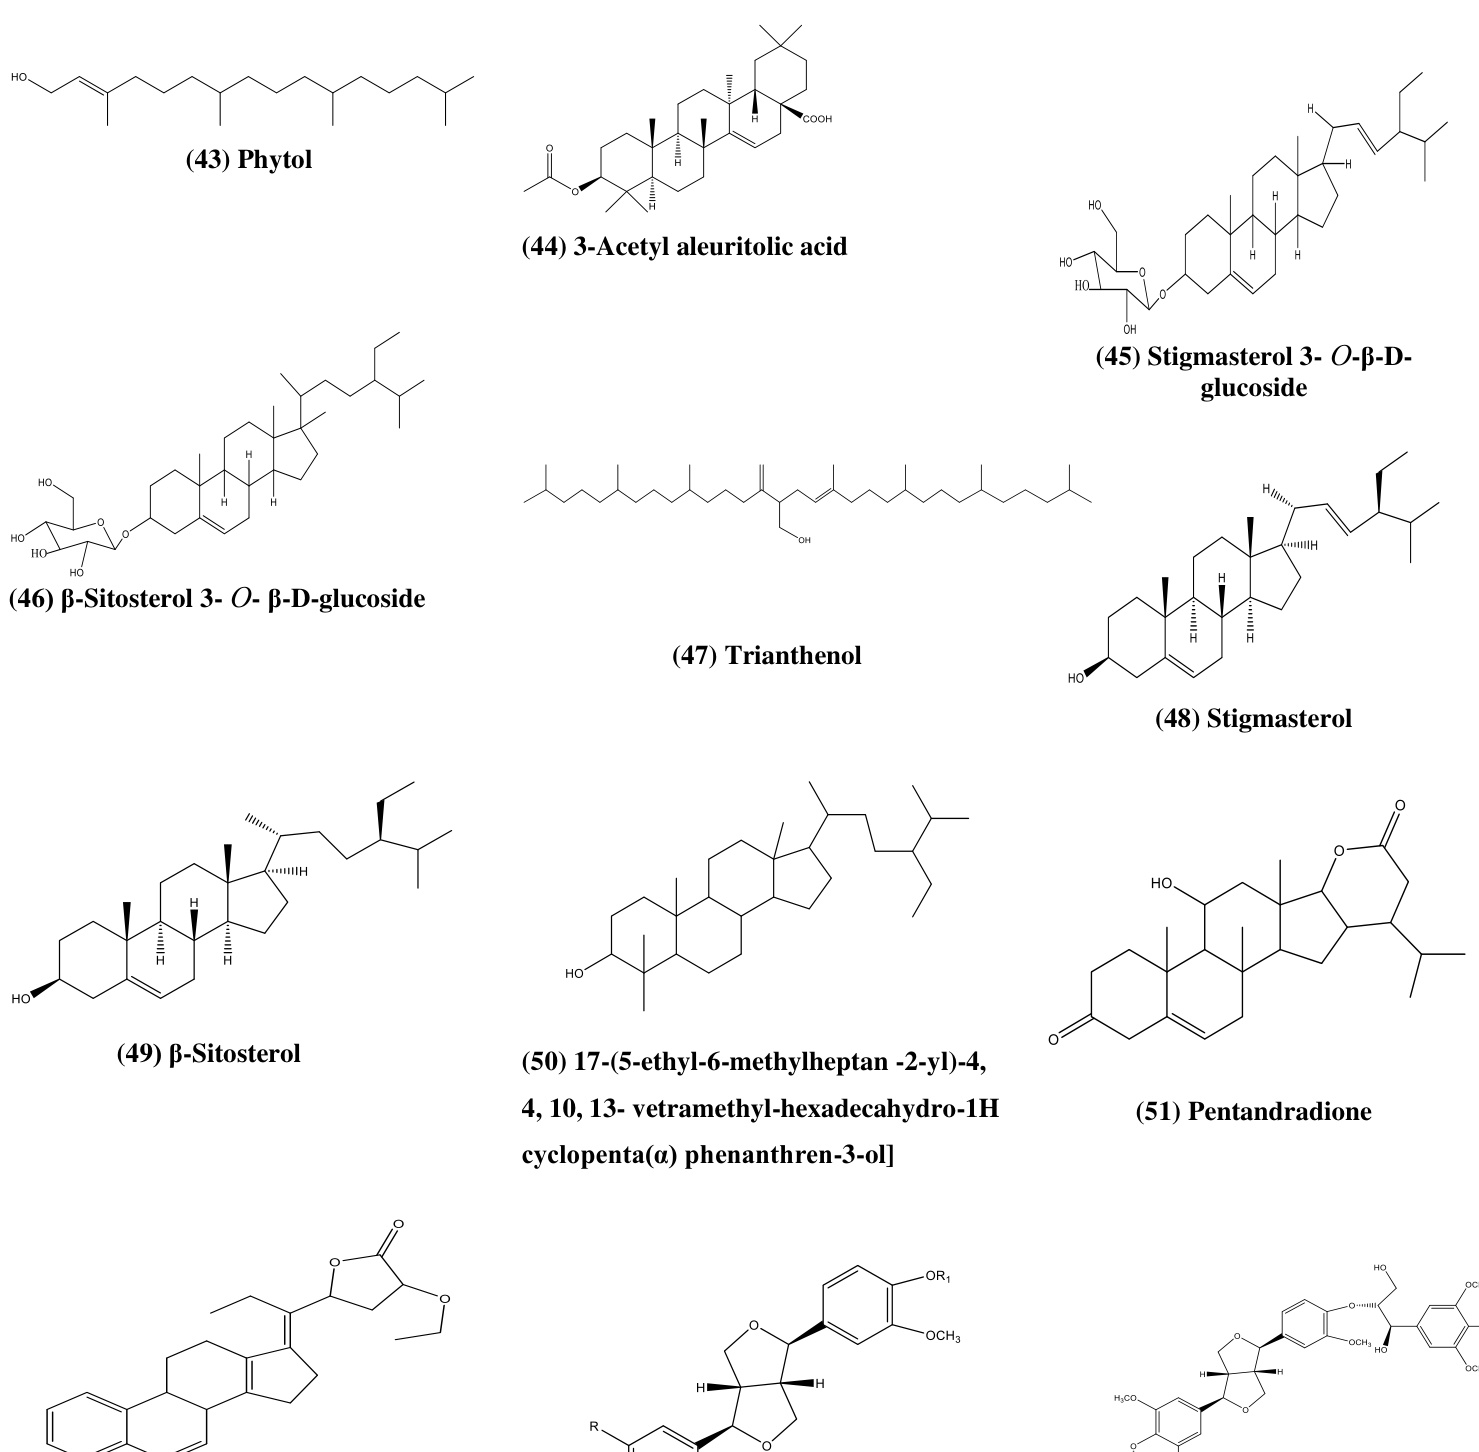 HO
(43) Phytol
O
O
H
H
H
COOH
(44) 3-Acetyl aleuritolic acid
H
H
H
H
H
HO
HO
HO
OH
O
O
(45) Stigmasterol 3- O-β-D-
glucoside
H
H
H
HO
HO
HO
HO
O
O
(46) β-Sitosterol 3- O- β-D-glucoside
OH
(47) Trianthenol
H
H
H
H
H
HO
(48) Stigmasterol
H
H
H
H
HO
(49) β-Sitosterol
HO
(50) 17-(5-ethyl-6-methylheptan -2-yl)-4,
4, 10, 13- vetramethyl-hexadecahydro-1H
cyclopenta(α) phenanthren-3-ol]
O
O
HO
O
(51) Pentandradione
O
O
O
OR1
OCH3
O
H
H
R
O
HO
O
OCH3
HO
O
H
H
O
H3CO
O